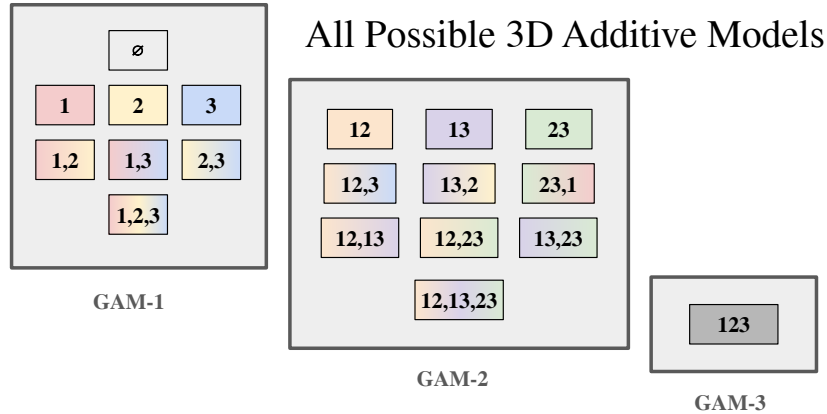 All Possible 3D Additive Models
∅
1 2 3
1,2 1,3 2,3
1,2,3
GAM-1
12 13 23
12,3 13,2 23,1
12,13 12,23 13,23
12,13,23
GAM-2
123
GAM-3